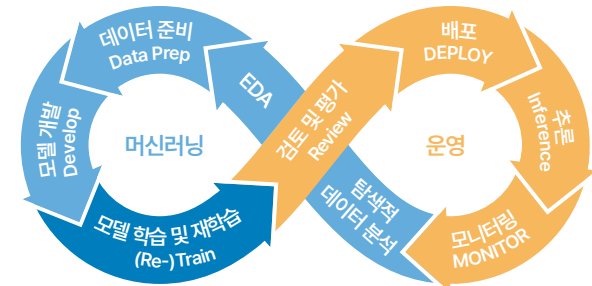 데이터 준비
Data Prep
EDA
모델 개발
Develop
머신러닝
모델 학습 및 재학습
(Re-)Train
검토 및 평가
Review
배포
DEPLOY
추론
Inference
운영
모니터링
MONITOR
탐색적
데이터 분석